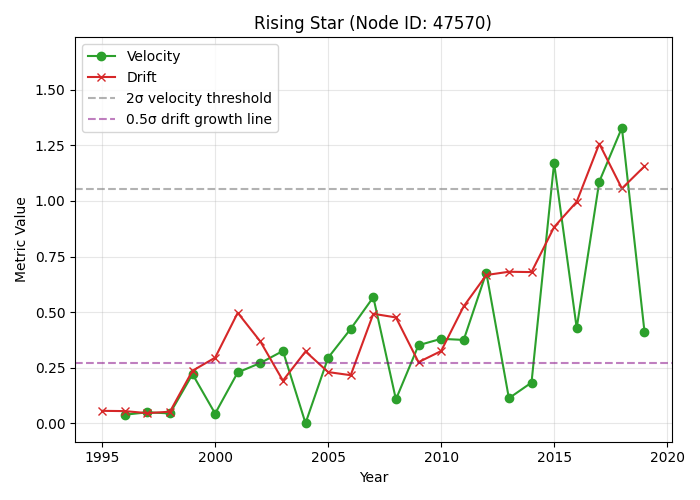 Rising Star (Node ID: 47570)
Velocity
Drift
2σ velocity threshold
0.5σ drift growth line
Metric Value
1.50
1.25
1.00
0.75
0.50
0.25
0.00
1995 2000 2005 2010 2015 2020
Year